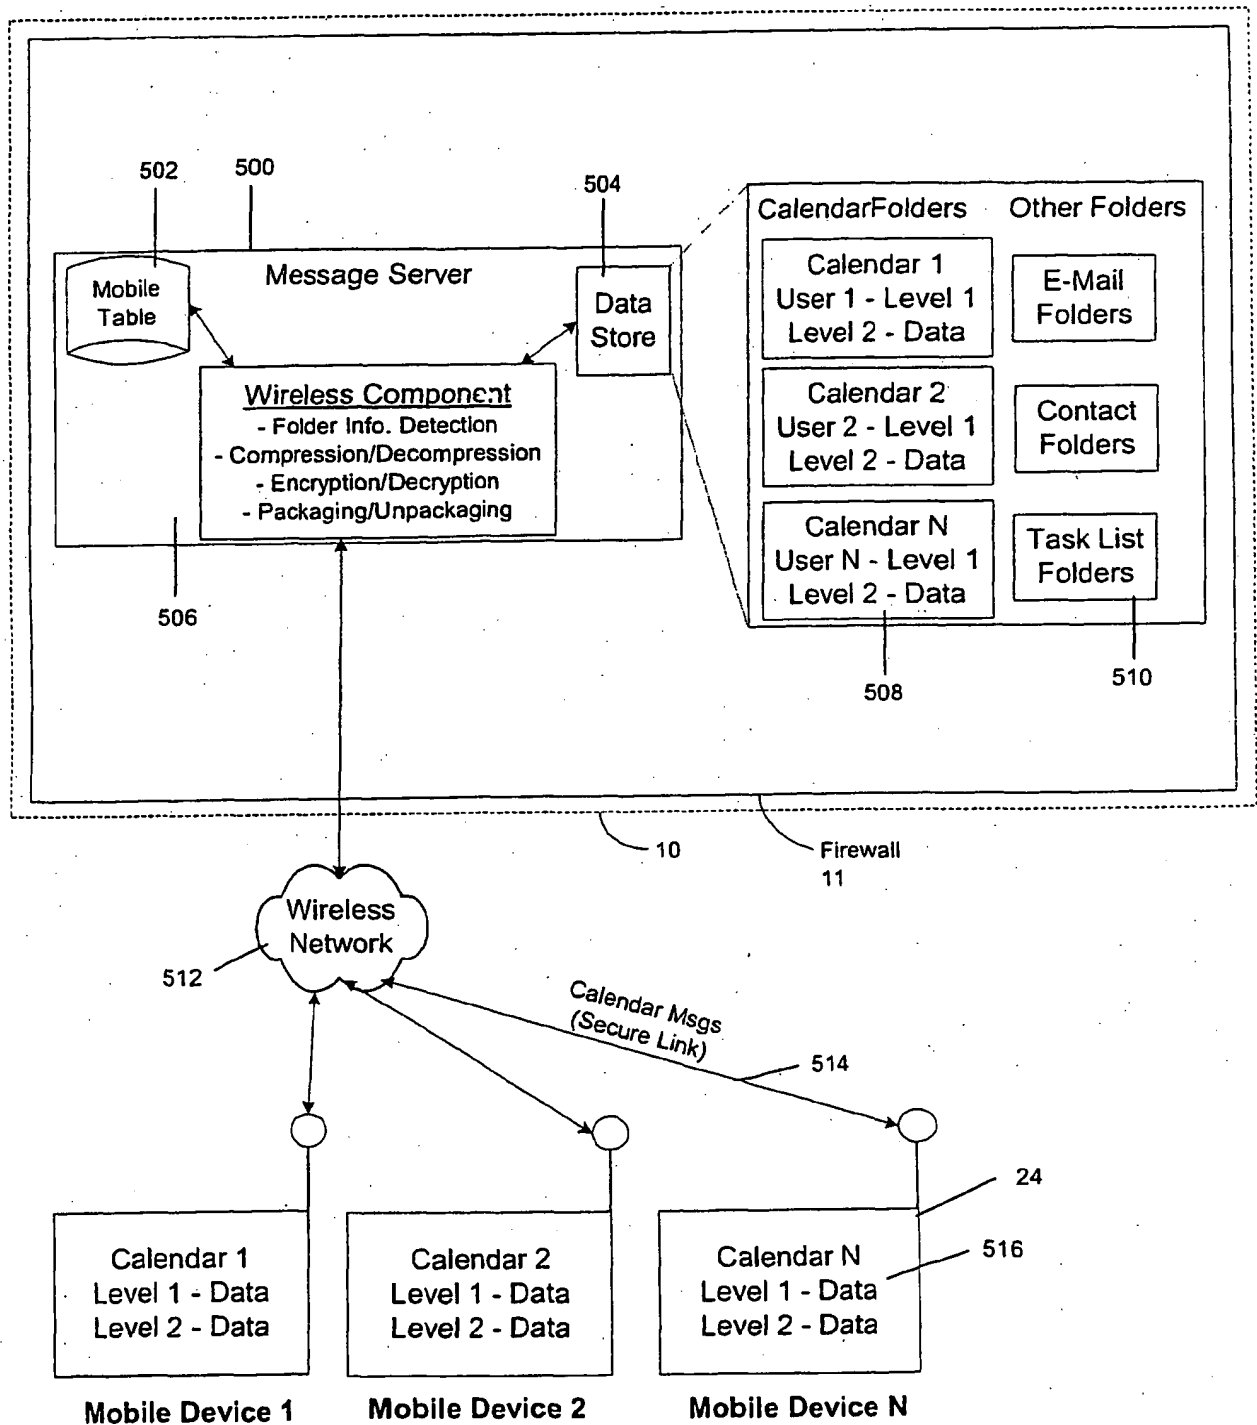 502
500
504
Mobile
Table
Message Server
Data
Store
Wireless Component
- Folder Info. Detection
- Compression/Decompression
- Encryption/Decryption
- Packaging/Unpackaging
506
CalendarFolders
Other Folders
Calendar 1
User 1 - Level 1
Level 2 - Data
E-Mail
Folders
Calendar 2
User 2 - Level 1
Level 2 - Data
Contact
Folders
Calendar N
User N - Level 1
Level 2 - Data
Task List
Folders
508
510
10
Firewall
11
Wireless
Network
512
Calendar Msgs
(Secure Link)
514
24
516
Calendar 1
Level 1 - Data
Level 2 - Data
Mobile Device 1
Calendar 2
Level 1 - Data
Level 2 - Data
Mobile Device 2
Calendar N
Level 1 - Data
Level 2 - Data
Mobile Device N